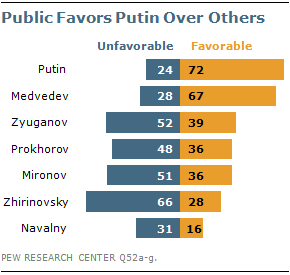 Public Favors Putin Over Others
Unfavorable Favorable
Putin 24 72
Medvedev 28 67
Zyuganov 52 39
Prokhorov 48 36
Mironov 51 36
Zhirinovsky 66 28
Navalny 31 16
PEW RESEARCH CENTER Q52a-g.